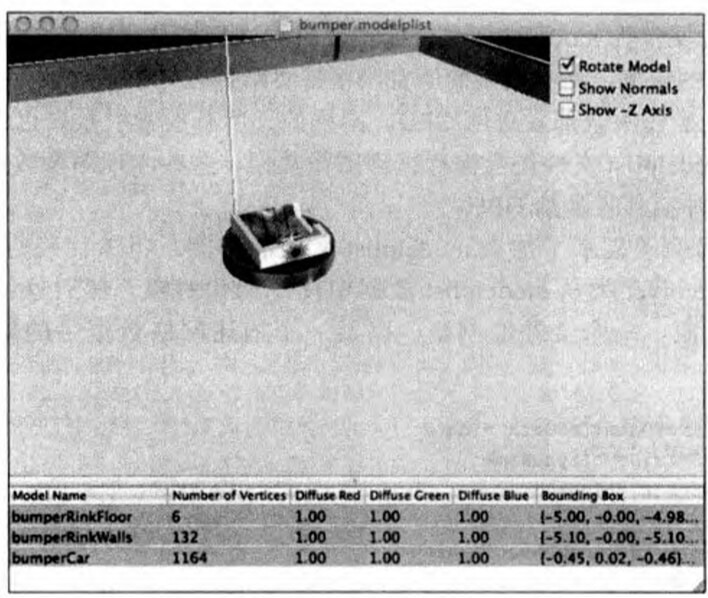 bumper.modelplist
Rotate Model
Show Normals
Show -Z Axis
Model Name Number of Vertices Diffuse Red Diffuse Green Diffuse Blue Bounding Box
bumperRinkFloor 6 1.00 1.00 1.00 {-5.00, -0.00, -4.98...
bumperRinkWalls 132 1.00 1.00 1.00 {-5.10, -0.00, -5.10...
bumperCar 1164 1.00 1.00 1.00 {-0.45, 0.02, -0.46}...